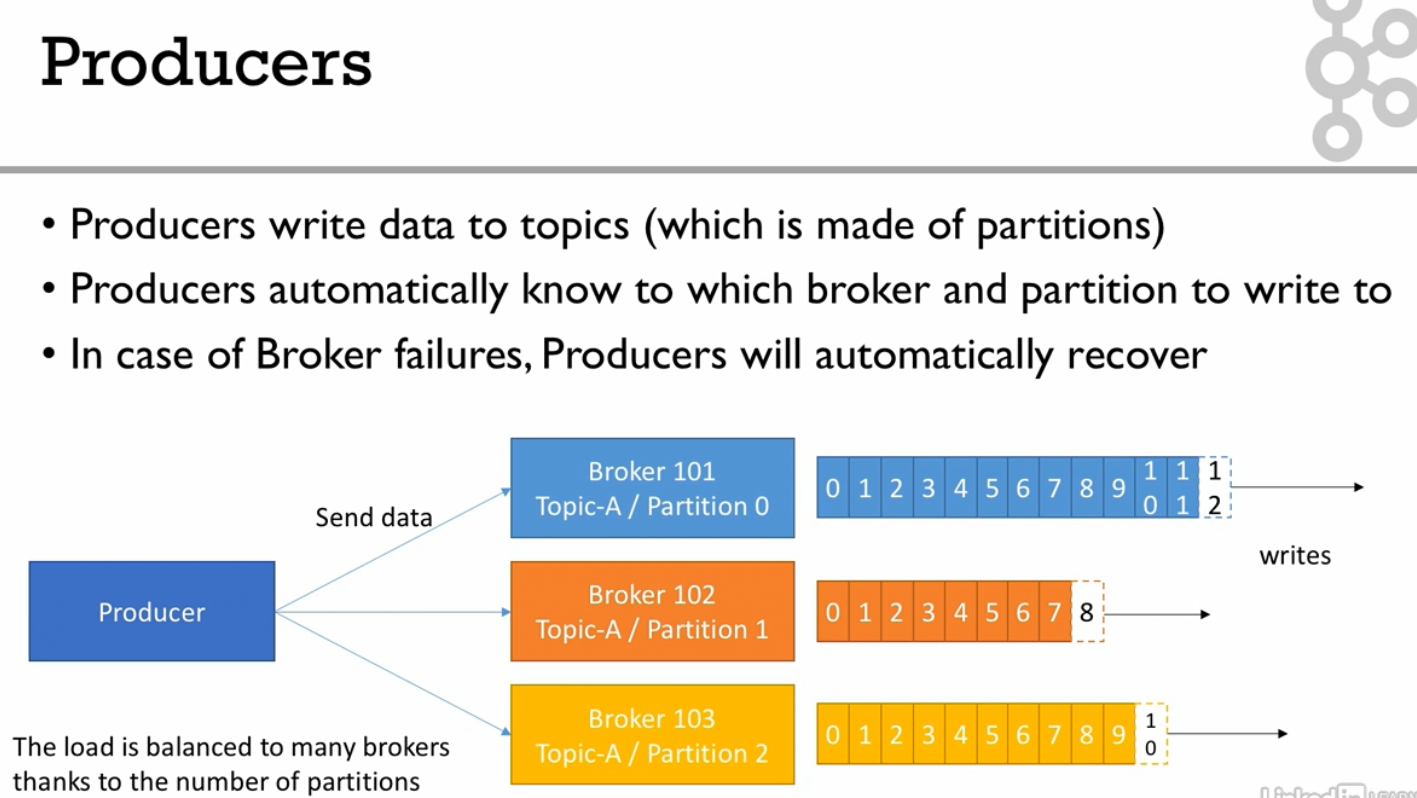 Producers
• Producers write data to topics (which is made of partitions)
• Producers automatically know to which broker and partition to write to
• In case of Broker failures, Producers will automatically recover
Send data
Producer
Broker 101
Topic-A / Partition 0
0 1 2 3 4 5 6 7 8 9 10 11 12
writes
Broker 102
Topic-A / Partition 1
0 1 2 3 4 5 6 7 8
Broker 103
Topic-A / Partition 2
0 1 2 3 4 5 6 7 8 9 10
The load is balanced to many brokers
thanks to the number of partitions